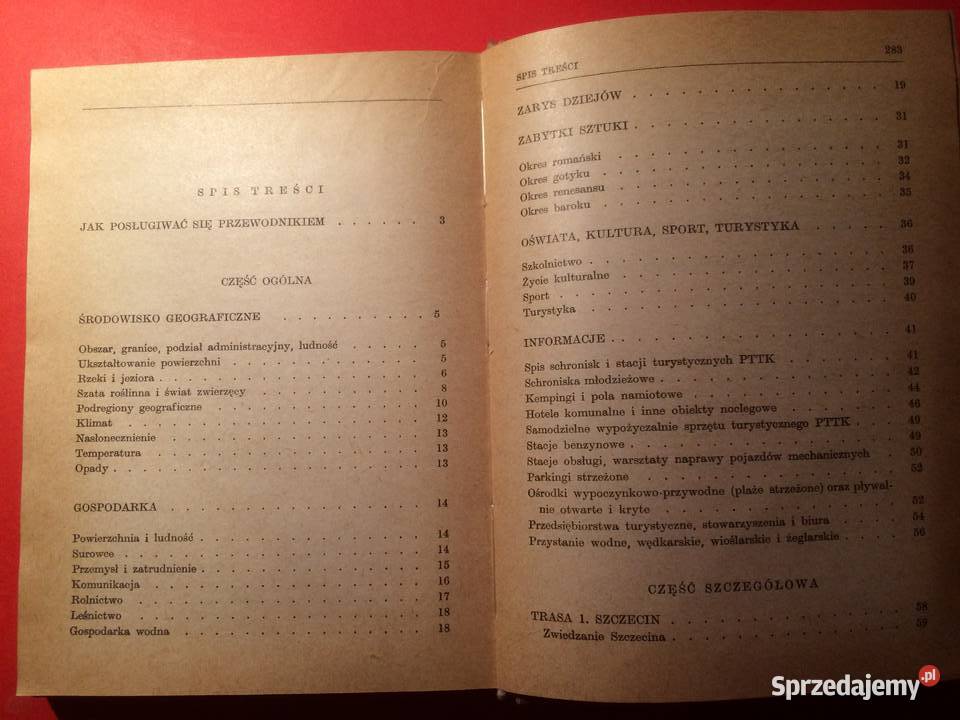 SPIS TREŚCI
JAK POSŁUGIWAĆ SIĘ PRZEWODNIKIEM . . . . . . 3
CZĘŚĆ OGÓLNA
ŚRODOWISKO GEOGRAFICZNE . . . . . . . . . 5
Obszar, granice, podział administracyjny, ludność . . . . . . 5
Ukształtowanie powierzchni . . . . . . . . . . . . . 5
Rzeki i jeziora . . . . . . . . . . . . . . . . 6
Szata roślinna i świat zwierzęcy . . . . . . . . . . . 8
Podregiony geograficzne . . . . . . . . . . . . . 10
Klimat . . . . . . . . . . . . . . . . . 12
Nasłonecznienie . . . . . . . . . . . . . . . 13
Temperatura . . . . . . . . . . . . . . . . 13
Opady . . . . . . . . . . . . . . . . . . 13
GOSPODARKA . . . . . . . . . . . . . . . 14
Powierzchnia i ludność . . . . . . . . . . . . . . 14
Surowce . . . . . . . . . . . . . . . . . 14
Przemysł i zatrudnienie . . . . . . . . . . . . . . 15
Komunikacja . . . . . . . . . . . . . . . . 16
Rolnictwo . . . . . . . . . . . . . . . . 17
Leśnictwo . . . . . . . . . . . . . . . . 18
Gospodarka wodna . . . . . . . . . . . . . . 18
SPIS TREŚCI 283
ZARYS DZIEJÓW . . . . . . . . . . . . . . 19
ZABYTKI SZTUKI . . . . . . . . . . . . . . 31
Okres romański . . . . . . . . . . . . . . . 31
Okres gotyku . . . . . . . . . . . . . . . 32
Okres renesansu . . . . . . . . . . . . . . . 34
Okres baroku . . . . . . . . . . . . . . . 35
OŚWIATA, KULTURA, SPORT, TURYSTYKA . . . . . 36
Szkolnictwo . . . . . . . . . . . . . . . . 36
Życie kulturalne . . . . . . . . . . . . . . . 37
Sport . . . . . . . . . . . . . . . . . . 39
Turystyka . . . . . . . . . . . . . . . . . 40
INFORMACJE . . . . . . . . . . . . . . . 41
Spis schronisk i stacji turystycznych PTTK . . . . . . . 41
Schroniska młodzieżowe . . . . . . . . . . . . . 42
Kempingi i pola namiotowe . . . . . . . . . . . . 44
Hotele komunalne i inne obiekty noclegowe . . . . . . . 46
Samodzielne wypożyczalnie sprzętu turystycznego PTTK . . . . 49
Stacje benzynowe . . . . . . . . . . . . . . . 49
Stacje obsługi, warsztaty naprawy pojazdów mechanicznych . . 50
Parkingi strzeżone . . . . . . . . . . . . . . 52
Ośrodki wypoczynkowo-przywodne (plaże strzeżone) oraz pływal-
nie otwarte i kryte . . . . . . . . . . . . . . 52
Przedsiębiorstwa turystyczne, stowarzyszenia i biura . . . . . 54
Przystanie wodne, wędkarskie, wioślarskie i żeglarskie . . . . . 56
CZĘŚĆ SZCZEGÓŁOWA
TRASA 1. SZCZECIN . . . . . . . . . . . . . 58
Zwiedzanie Szczecina . . . . . . . . . . . . . 59
Sprzedajemy.pl